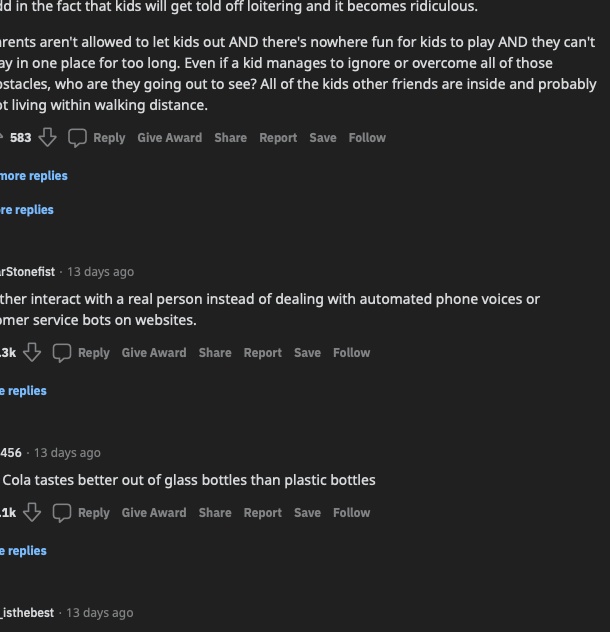 dd in the fact that kids will get told off loitering and it becomes ridiculous.
rents aren't allowed to let kids out AND there's nowhere fun for kids to play AND they can't
ay in one place for too long. Even if a kid manages to ignore or overcome all of those
bstacles, who are they going out to see? All of the kids other friends are inside and probably
ot living within walking distance.
583 Reply Give Award Share Report Save Follow
more replies
re replies
rStonefist · 13 days ago
ther interact with a real person instead of dealing with automated phone voices or
omer service bots on websites.
.3k Reply Give Award Share Report Save Follow
e replies
456 · 13 days ago
Cola tastes better out of glass bottles than plastic bottles
.1k Reply Give Award Share Report Save Follow
e replies
_isthebest · 13 days ago